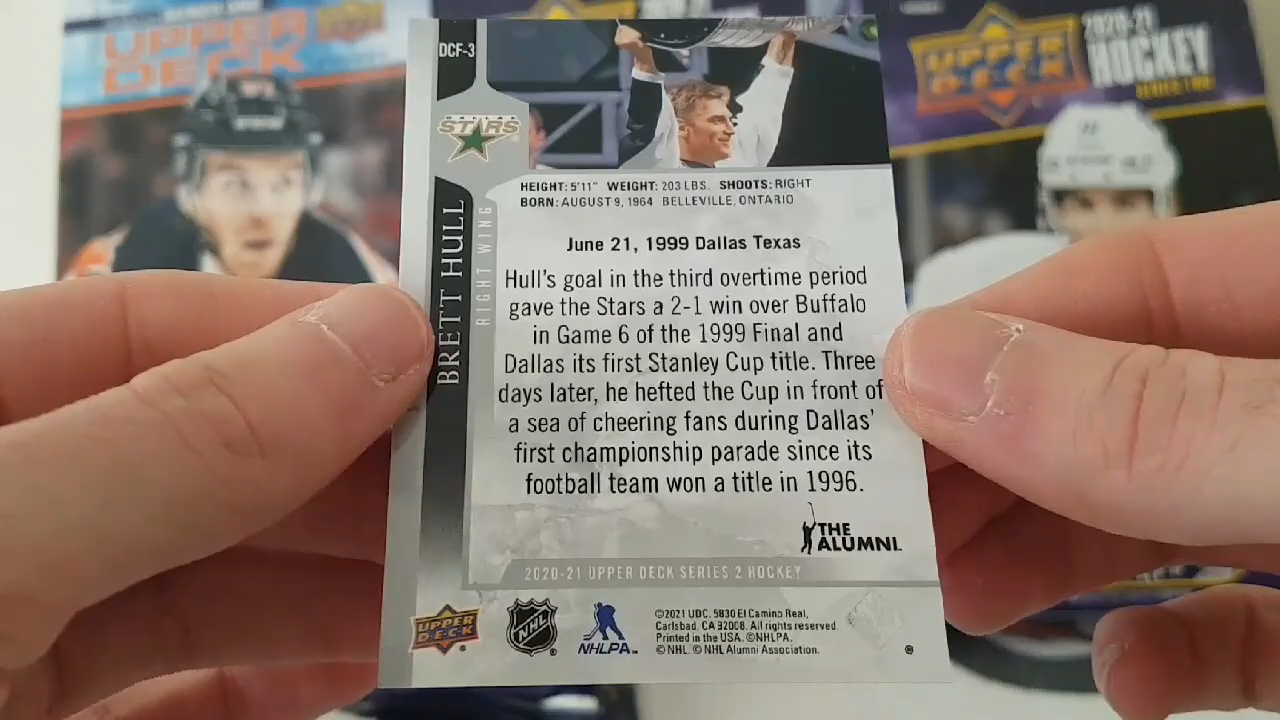 UPPER
DECK
UPPER
DECK
2020-21
HOCKEY
SERIES TWO
DCF-3
DALLAS
STARS
BRETT HULL
RIGHT WING
HEIGHT: 5'11" WEIGHT: 203 LBS. SHOOTS: RIGHT
BORN: AUGUST 9, 1964 BELLEVILLE, ONTARIO
June 21, 1999 Dallas Texas
Hull's goal in the third overtime period
gave the Stars a 2-1 win over Buffalo
in Game 6 of the 1999 Final and
Dallas its first Stanley Cup title. Three
days later, he hefted the Cup in front of
a sea of cheering fans during Dallas'
first championship parade since its
football team won a title in 1996.
THE
ALUMNI
2020-21 UPPER DECK SERIES 2 HOCKEY
UPPER
DECK
NHL
NHLPA
©2021 UDC. 5830 El Camino Real,
Carlsbad, CA 92008. All rights reserved.
Printed in the USA. ©NHLPA.
© NHL. © NHL Alumni Association.